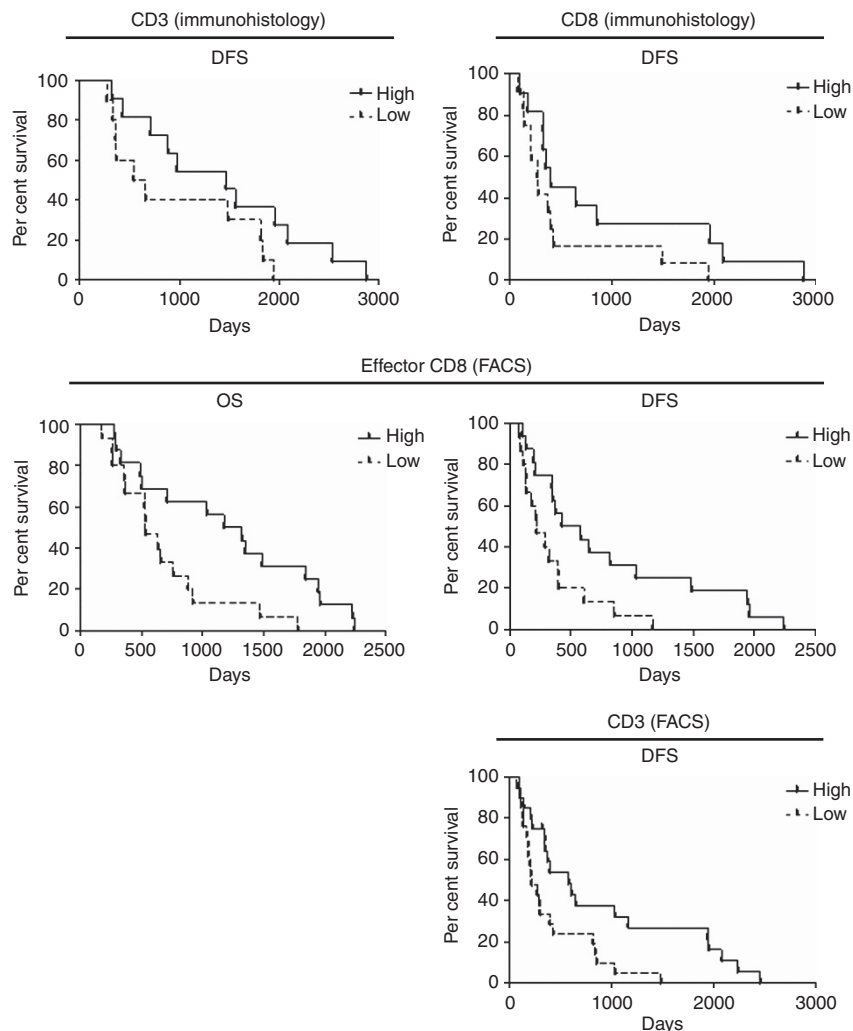 CD3 (immunohistology)
DFS
100
80
60
40
20
0
Per cent survival
0 1000 2000 3000
Days
High
Low
CD8 (immunohistology)
DFS
100
80
60
40
20
0
Per cent survival
0 1000 2000 3000
Days
High
Low
Effector CD8 (FACS)
OS
100
80
60
40
20
0
Per cent survival
0 500 1000 1500 2000 2500
Days
High
Low
DFS
100
80
60
40
20
0
Per cent survival
0 500 1000 1500 2000 2500
Days
High
Low
CD3 (FACS)
DFS
100
80
60
40
20
0
Per cent survival
0 1000 2000 3000
Days
High
Low